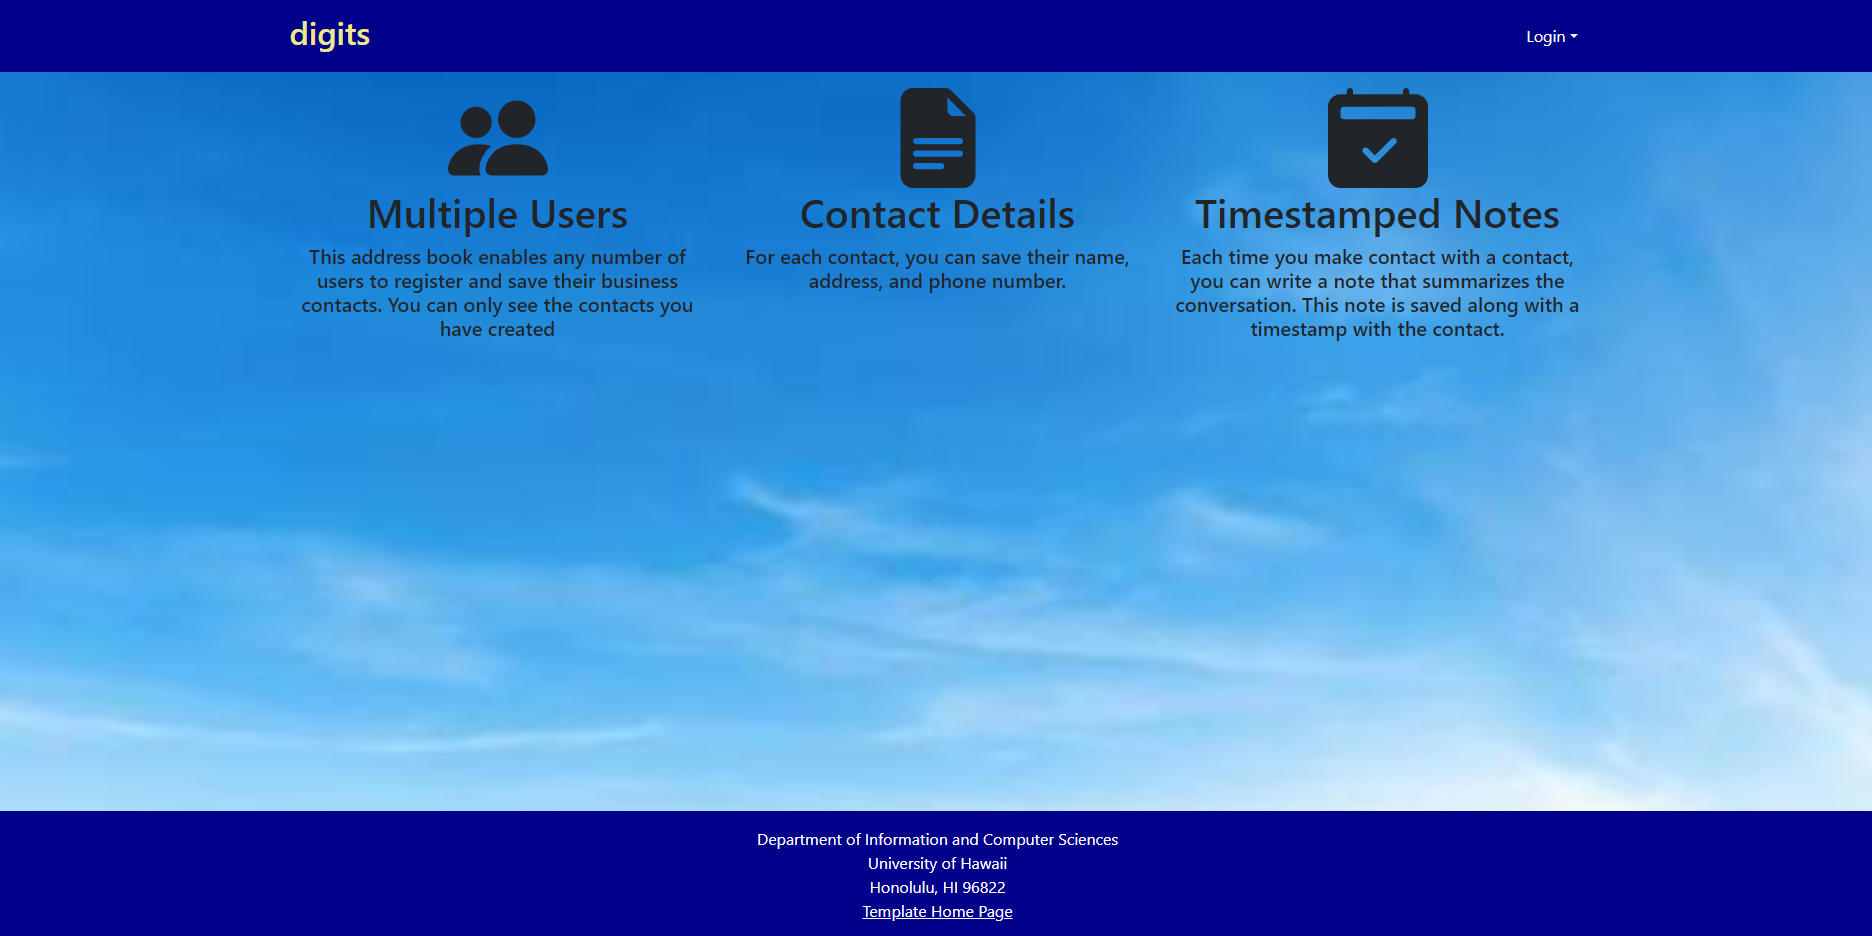 digits
Login
Multiple Users
This address book enables any number of
users to register and save their business
contacts. You can only see the contacts you
have created
Contact Details
For each contact, you can save their name,
address, and phone number.
Timestamped Notes
Each time you make contact with a contact,
you can write a note that summarizes the
conversation. This note is saved along with a
timestamp with the contact.
Department of Information and Computer Sciences
University of Hawaii
Honolulu, HI 96822
Template Home Page